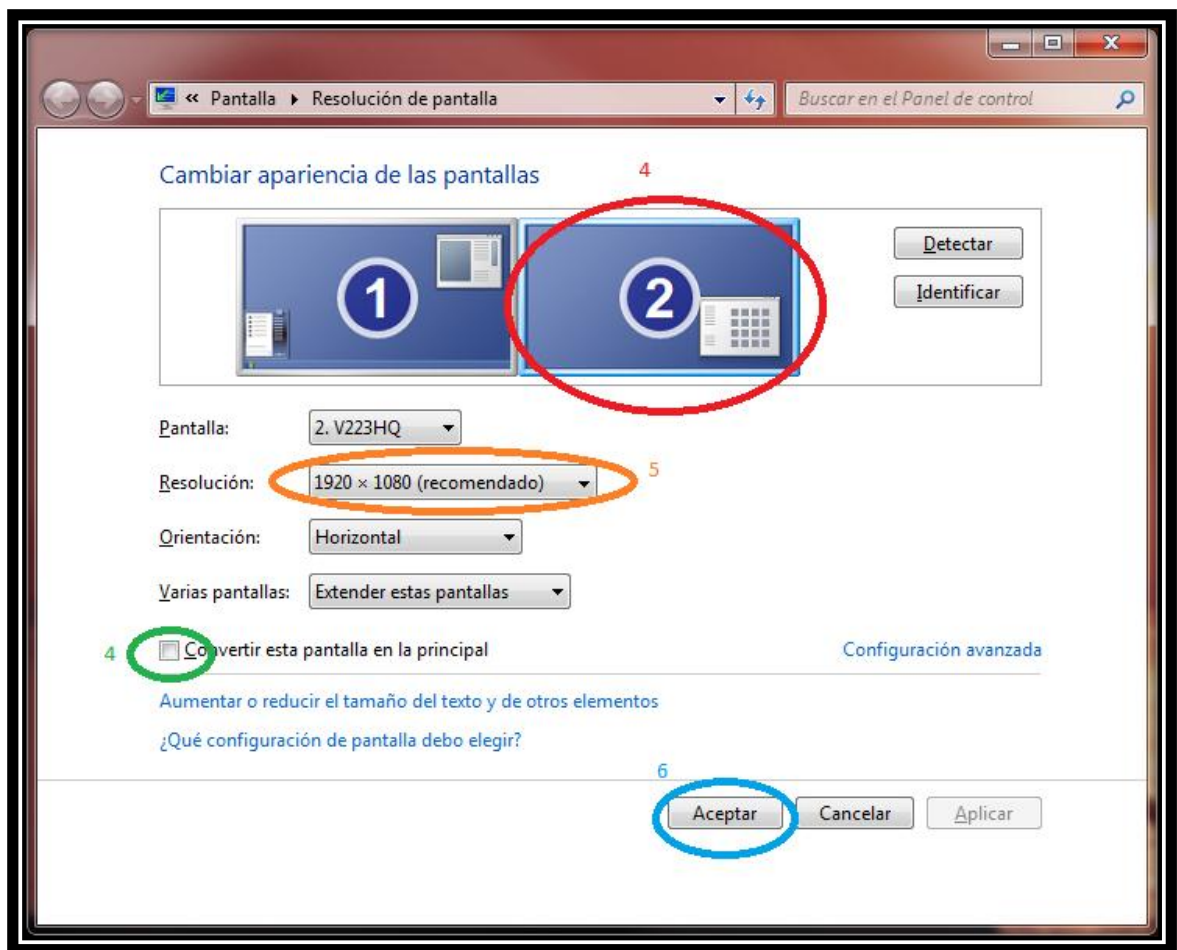 « Pantalla ▸ Resolución de pantalla
Buscar en el Panel de control
Cambiar apariencia de las pantallas
4
1
2
Detectar
Identificar
Pantalla: 2. V223HQ
Resolución: 1920 × 1080 (recomendado)
5
Orientación: Horizontal
Varias pantallas: Extender estas pantallas
4
Convertir esta pantalla en la principal
Configuración avanzada
Aumentar o reducir el tamaño del texto y de otros elementos
¿Qué configuración de pantalla debo elegir?
6
Aceptar
Cancelar
Aplicar